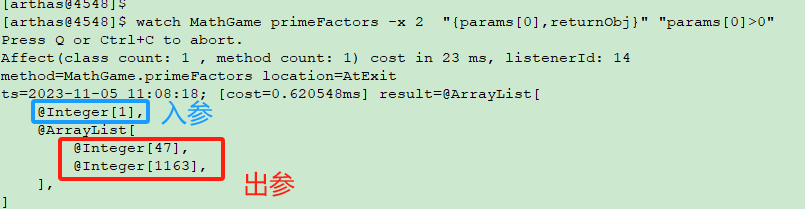 [arthas@4548]$
[arthas@4548]$ watch MathGame primeFactors -x 2  "{params[0],returnObj}" "params[0]>0"
Press Q or Ctrl+C to abort.
Affect(class count: 1 , method count: 1) cost in 23 ms, listenerId: 14
method=MathGame.primeFactors location=AtExit
ts=2023-11-05 11:08:18; [cost=0.620548ms] result=@ArrayList[
    @Integer[1], 入参
    @ArrayList[
        @Integer[47],
        @Integer[1163],
    ], 出参
]